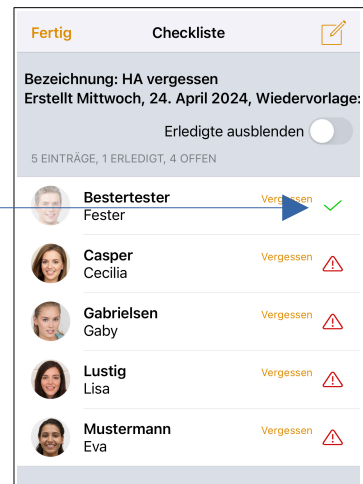 Fertig Checkliste
Bezeichnung: HA vergessen
Erstellt Mittwoch, 24. April 2024, Wiedervorlage:
Erledigte ausblenden
5 EINTRÄGE, 1 ERLEDIGT, 4 OFFEN
Bestertester Vergessen
Fester
Casper Vergessen
Cecilia
Gabrielsen Vergessen
Gaby
Lustig Vergessen
Lisa
Mustermann Vergessen
Eva